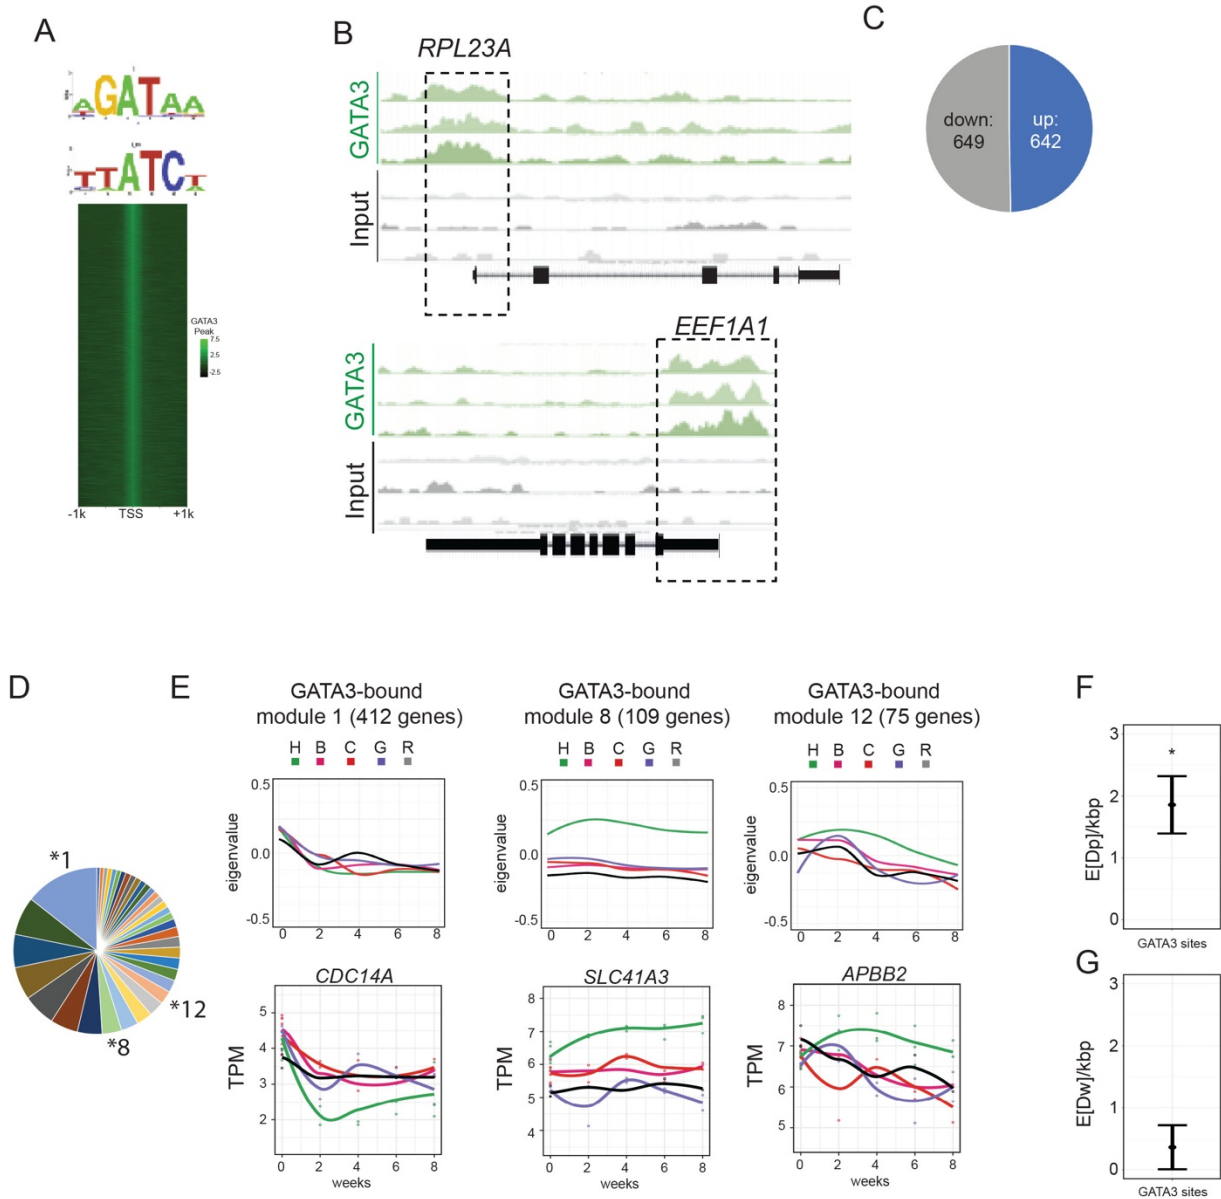 A
AGATAA
TTATCT
GATA3
Peak
7.5
2.5
-2.5
-1k TSS +1k
B
RPL23A
GATA3
Input
EEF1A1
GATA3
Input
C
down:
649
up:
642
D
*1
*12
*8
E
GATA3-bound
module 1 (412 genes)
H B C G R
eigenvalue
0.5
0.0
-0.5
0 2 4 6 8
GATA3-bound
module 8 (109 genes)
H B C G R
eigenvalue
0.5
0.0
-0.5
0 2 4 6 8
GATA3-bound
module 12 (75 genes)
H B C G R
eigenvalue
0.5
0.0
-0.5
0 2 4 6 8
CDC14A
TPM
5
4
3
2
0 2 4 6 8
weeks
SLC41A3
TPM
8
7
6
5
4
0 2 4 6 8
weeks
APBB2
TPM
8
7
6
5
0 2 4 6 8
weeks
F
E[Dp]/kbp
3
2
1
0
*
GATA3 sites
G
E[Dw]/kbp
3
2
1
0
GATA3 sites